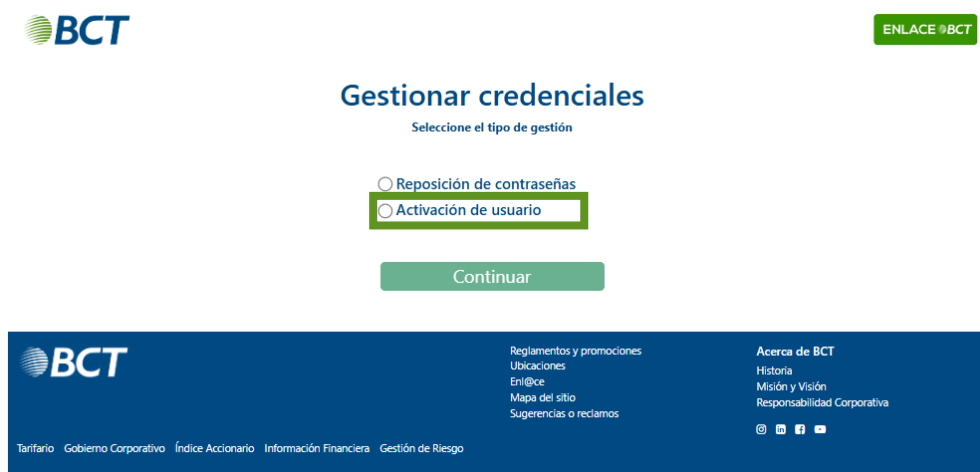 BCT
ENLACE BCT
Gestionar credenciales
Seleccione el tipo de gestión
Reposición de contraseñas
Activación de usuario
Continuar
BCT
Reglamentos y promociones
Ubicaciones
Enl@ce
Mapa del sitio
Sugerencias o reclamos
Acerca de BCT
Historia
Misión y Visión
Responsabilidad Corporativa
Tarifario Gobierno Corporativo Índice Accionario Información Financiera Gestión de Riesgo